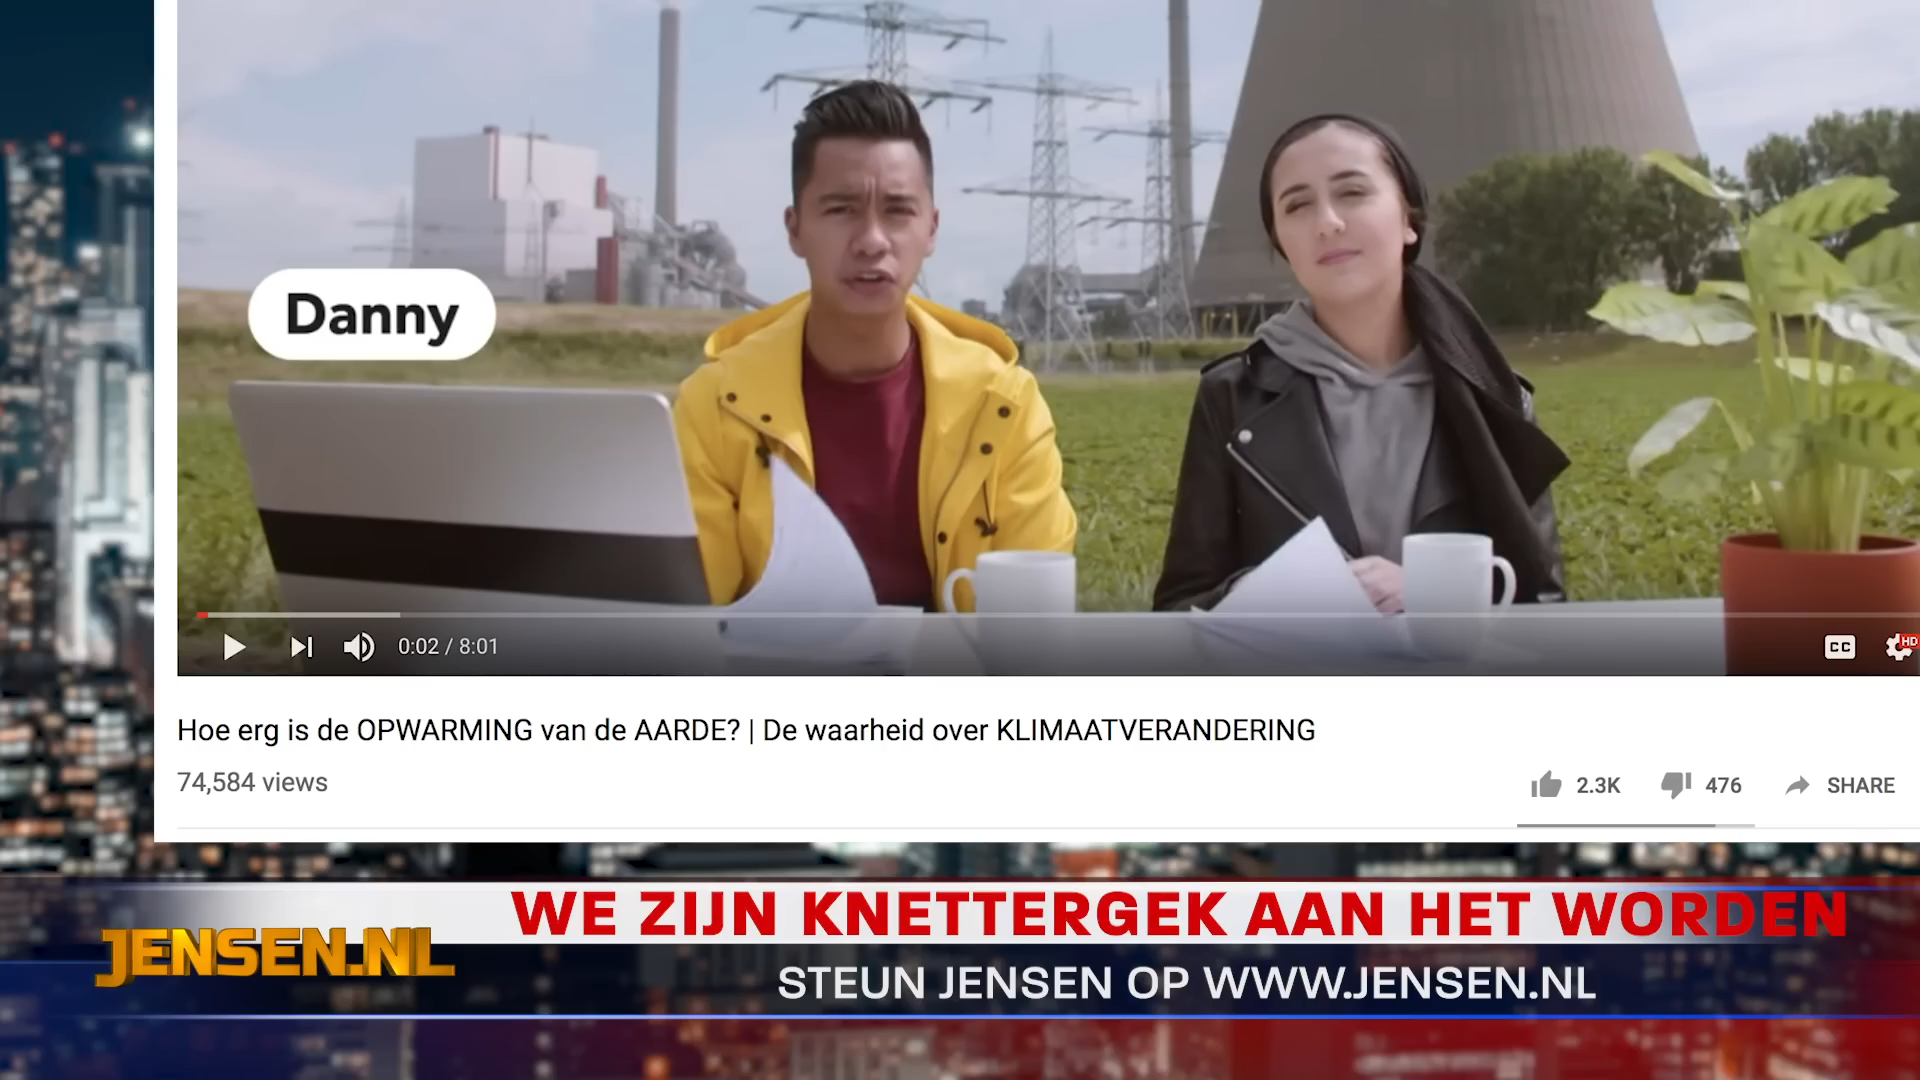 Danny
0:02 / 8:01
CC
HD
Hoe erg is de OPWARMING van de AARDE? | De waarheid over KLIMAATVERANDERING
74,584 views
2.3K
476
SHARE
WE ZIJN KNETTERGEK AAN HET WORDEN
JENSEN.NL
STEUN JENSEN OP WWW.JENSEN.NL